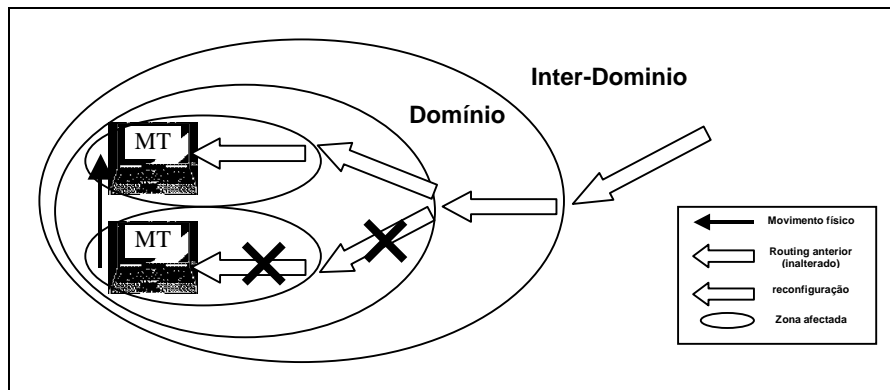 Inter-Dominio
Domínio
MT
MT
Movimento físico
Routing anterior
(inalterado)
reconfiguração
Zona afectada